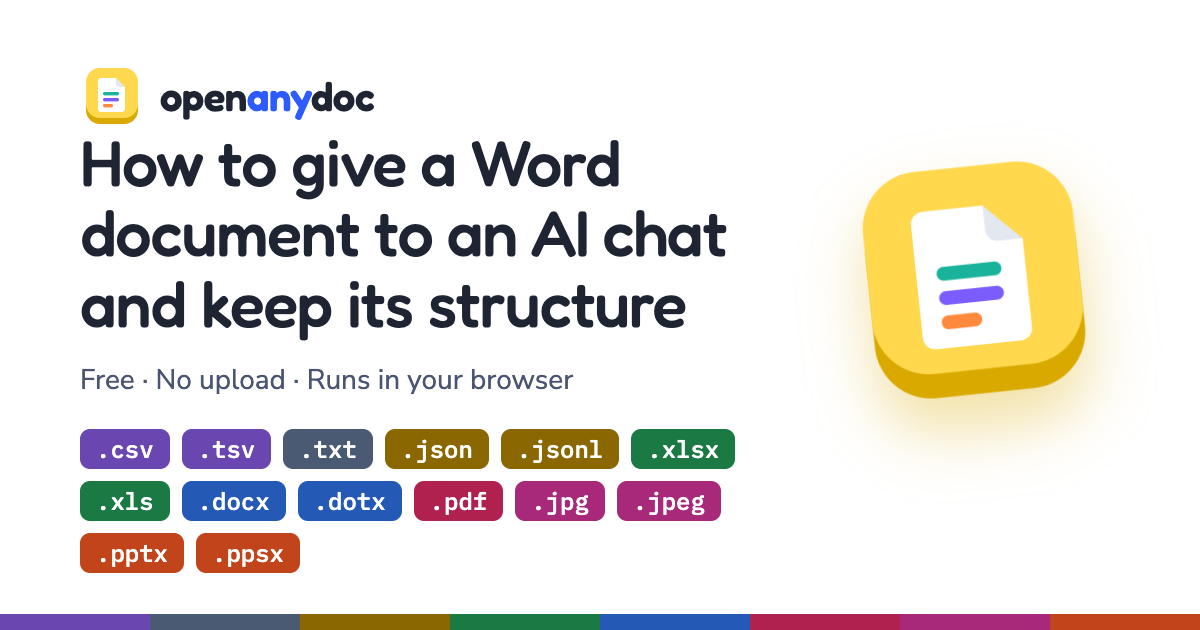 openanydoc
How to give a Word
document to an AI chat
and keep its structure
Free · No upload · Runs in your browser
.csv .tsv .txt .json .jsonl .xlsx
.xls .docx .dotx .pdf .jpg .jpeg
.pptx .ppsx